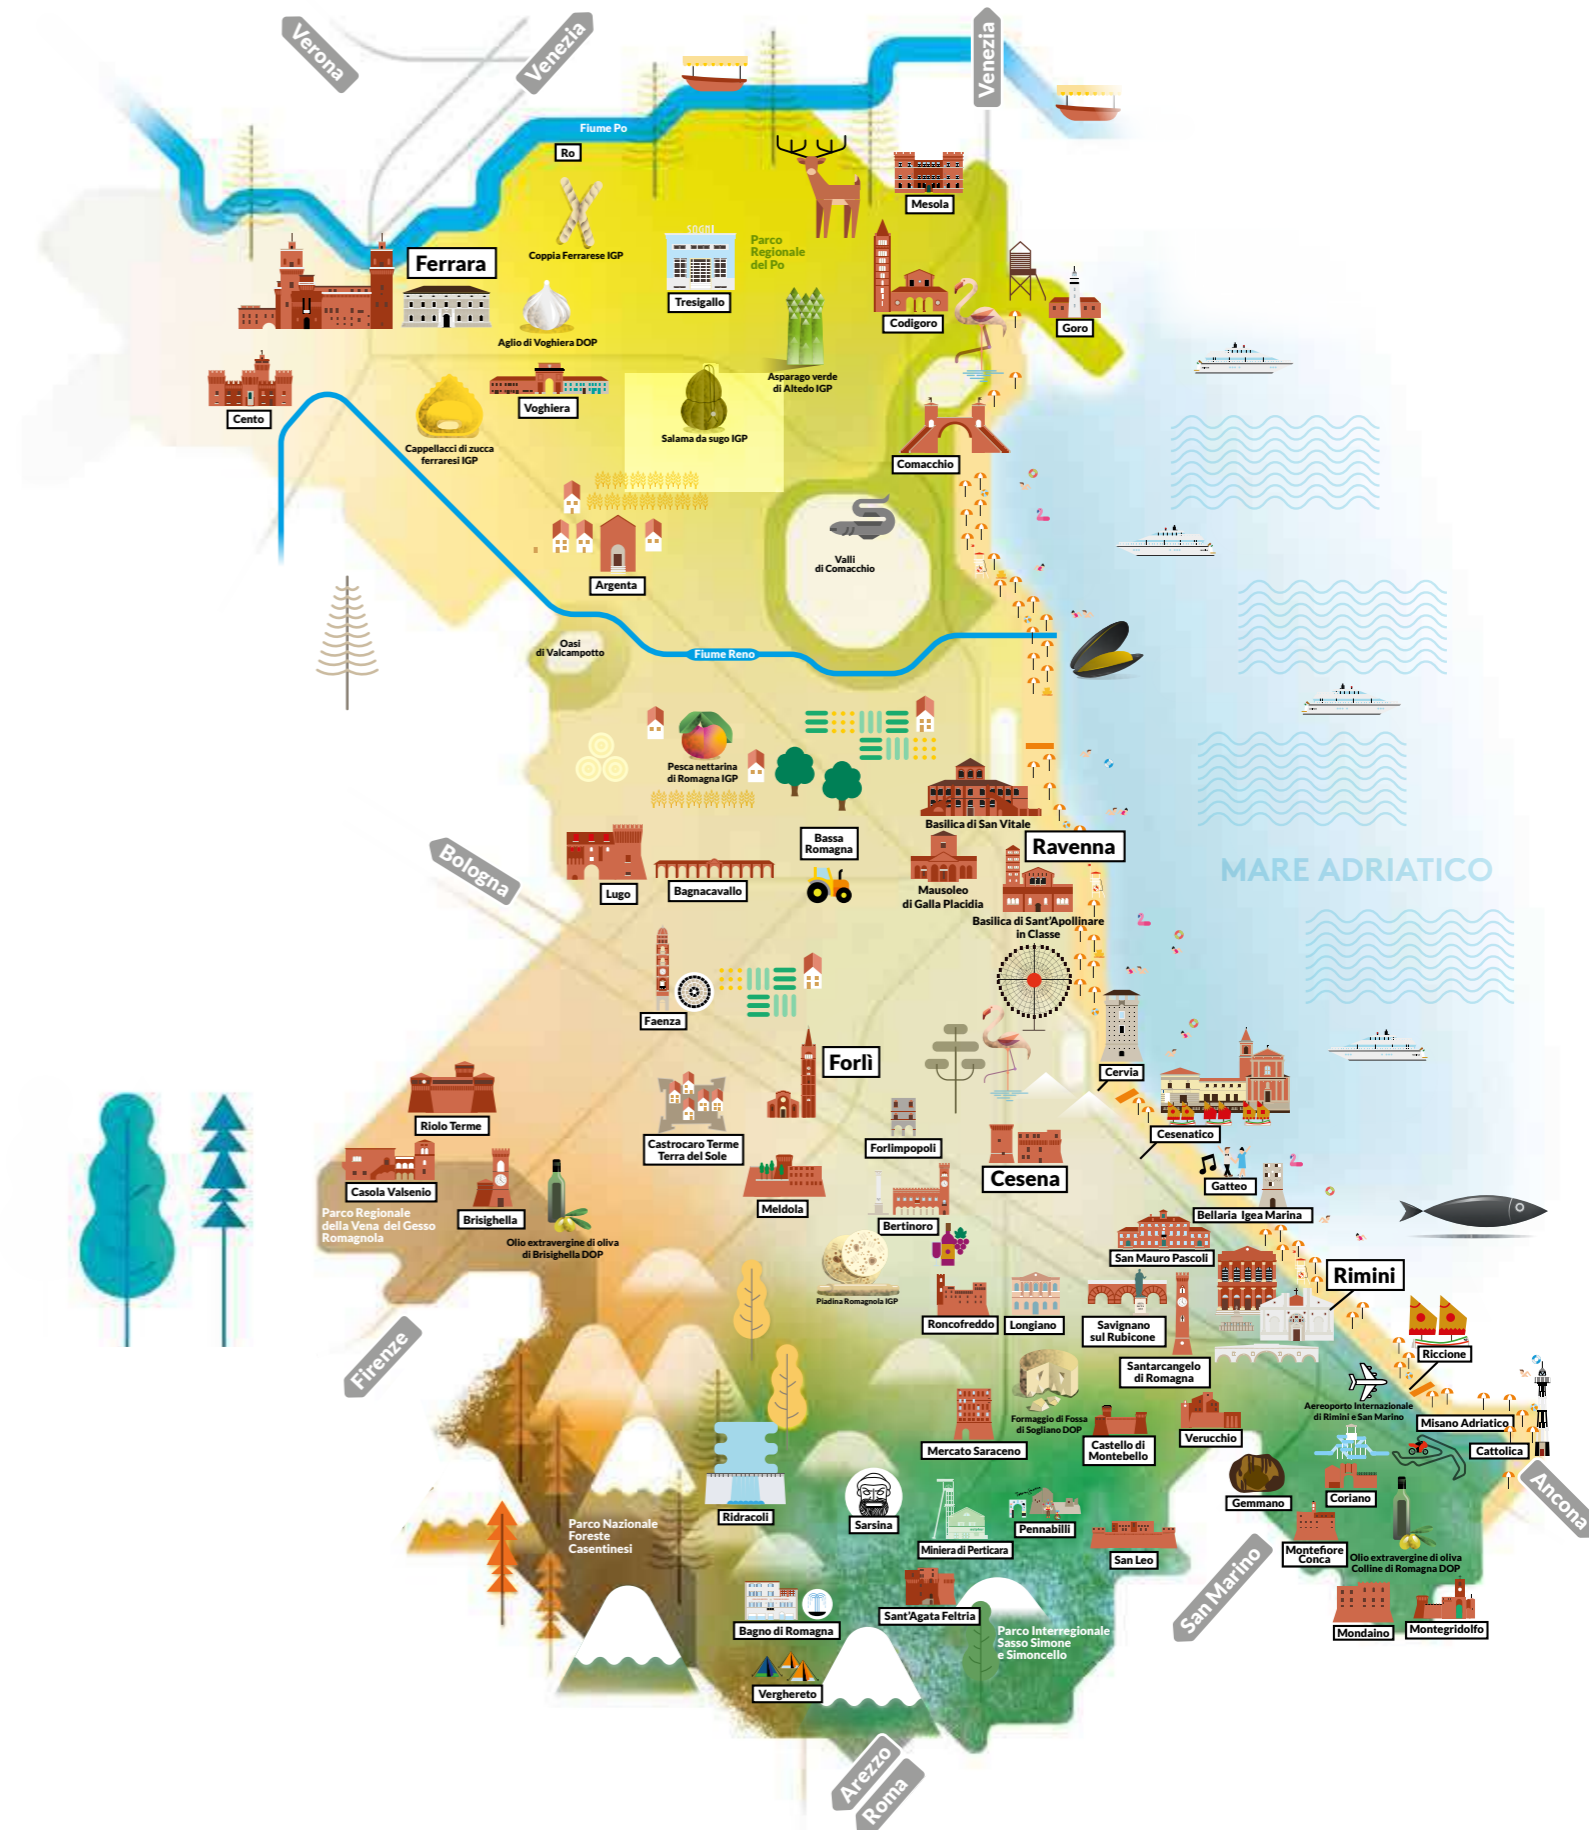 Verona
Venezia
Venezia
Fiume Po
Ro
Mesola
Ferrara
Coppia Ferrarese IGP
Parco
Regionale
del Po
Tresigallo
Codigoro
Goro
Aglio di Voghiera DOP
Asparago verde
di Altedo IGP
Cento
Voghiera
Cappellacci di zucca
ferraresi IGP
Salama da sugo IGP
Comacchio
Valli
di Comacchio
Argenta
Oasi
di Valcampotto
Fiume Reno
Pesca nettarina
di Romagna IGP
Basilica di San Vitale
Bassa
Romagna
Ravenna
Bologna
MARE ADRIATICO
Lugo
Bagnacavallo
Mausoleo
di Galla Placidia
Basilica di Sant'Apollinare
in Classe
Faenza
Forlì
Cervia
Riolo Terme
Castrocaro Terme
Terra del Sole
Forlimpopoli
Cesenatico
Cesena
Casola Valsenio
Gatteo
Brisighella
Meldola
Bertinoro
Bellaria Igea Marina
Parco Regionale
della Vena del Gesso
Romagnola
Olio extravergine di oliva
di Brisighella DOP
San Mauro Pascoli
Rimini
Piadina Romagnola IGP
Roncofreddo
Longiano
Savignano
sul Rubicone
Firenze
Riccione
Santarcangelo
di Romagna
Aereoporto Internazionale
di Rimini e San Marino
Formaggio di Fossa
di Sogliano DOP
Misano Adriatico
Mercato Saraceno
Castello di
Montebello
Verucchio
Cattolica
Ancona
Gemmano
Coriano
Ridracoli
Sarsina
Pennabilli
Parco Nazionale
Foreste
Casentinesi
Miniera di Perticara
San Leo
Montefiore
Conca
Olio extravergine di oliva
Colline di Romagna DOP
San Marino
Sant'Agata Feltria
Bagno di Romagna
Parco Interregionale
Sasso Simone
e Simoncello
Mondaino
Montegridolfo
Verghereto
Arezzo
Roma